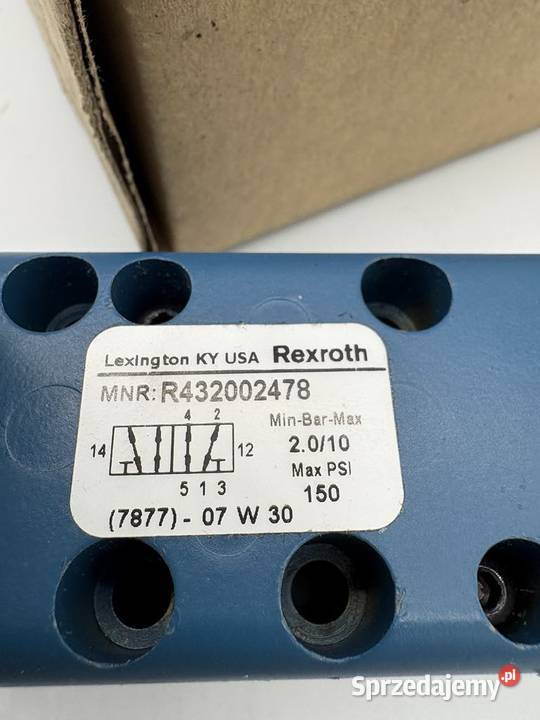 Lexington KY USA Rexroth
MNR: R432002478
4 2
14 12
5 1 3
Min-Bar-Max
2.0/10
Max PSI
150
(7877)- 07 W 30
Sprzedajemy.pl